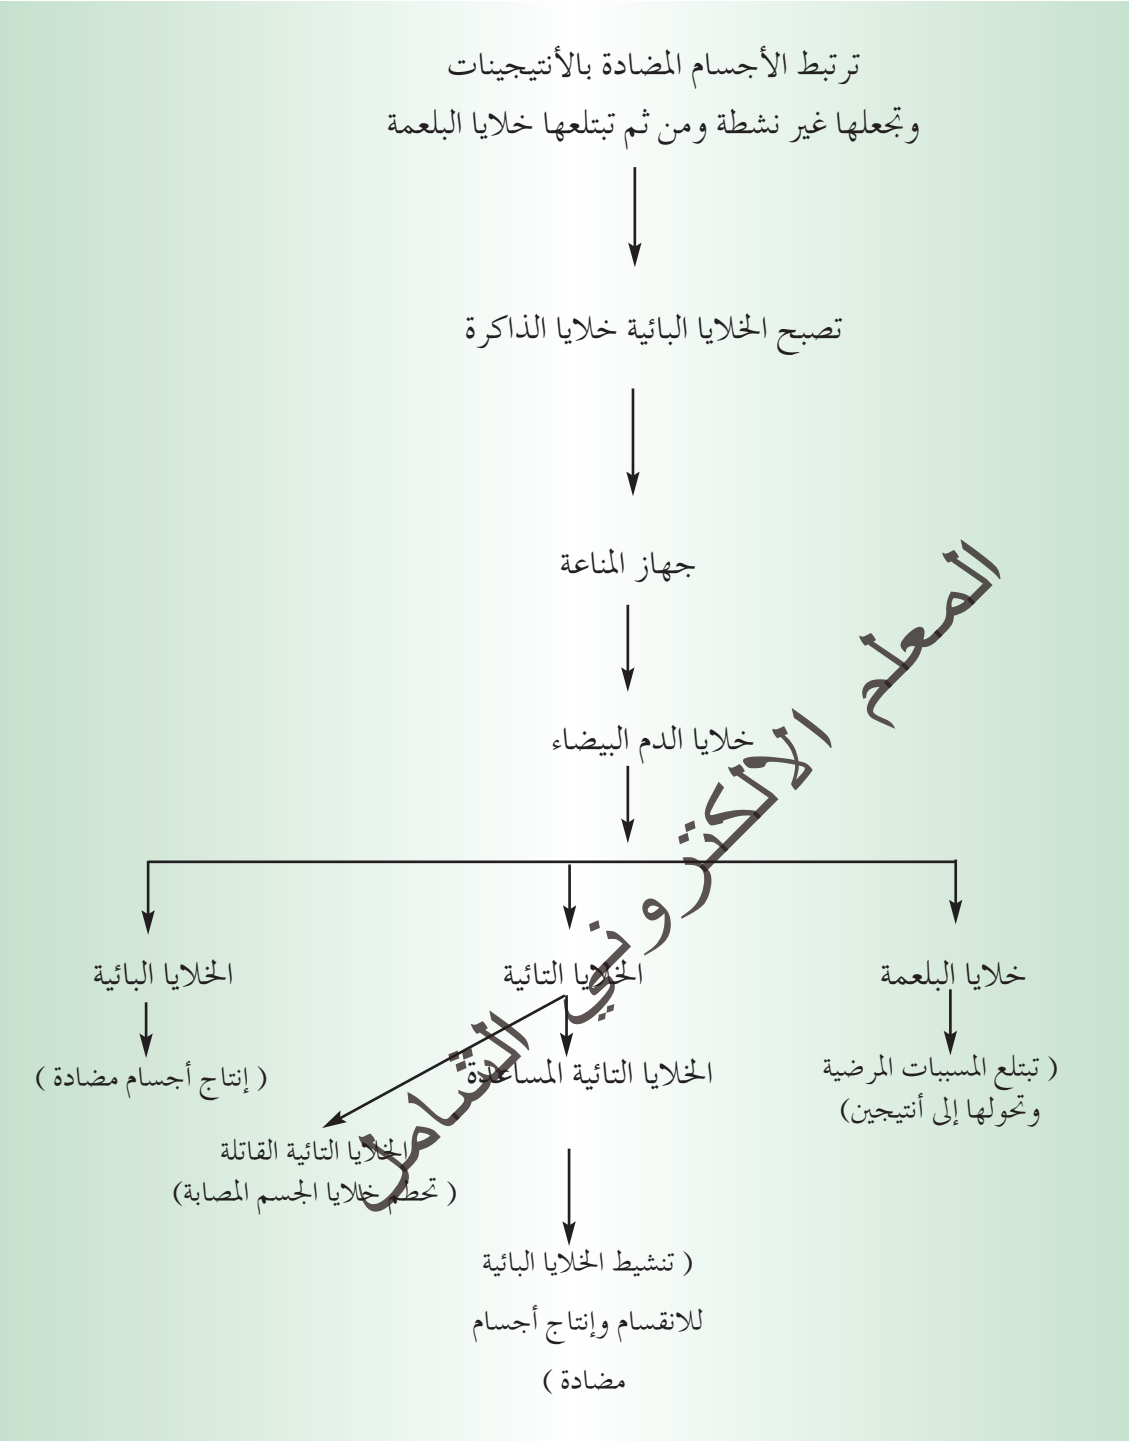 ترتبط الأجسام المضادة بالأنتيجينات
وتجعلها غير نشطة ومن ثم تبتلعها خلايا البلعمة
تصبح الخلايا البائية خلايا الذاكرة
جهاز المناعة
خلايا الدم البيضاء
خلايا البلعمة
الخلايا التائية
الخلايا البائية
( تبتلع المسببات المرضية
وتحولها إلى أنتيجين)
الخلايا التائية المساعدة
( إنتاج أجسام مضادة )
الخلايا التائية القاتلة
( تحطم خلايا الجسم المصابة)
( تنشيط الخلايا البائية
للانقسام وإنتاج أجسام
مضادة )
المعلم الالكتروني الشامل